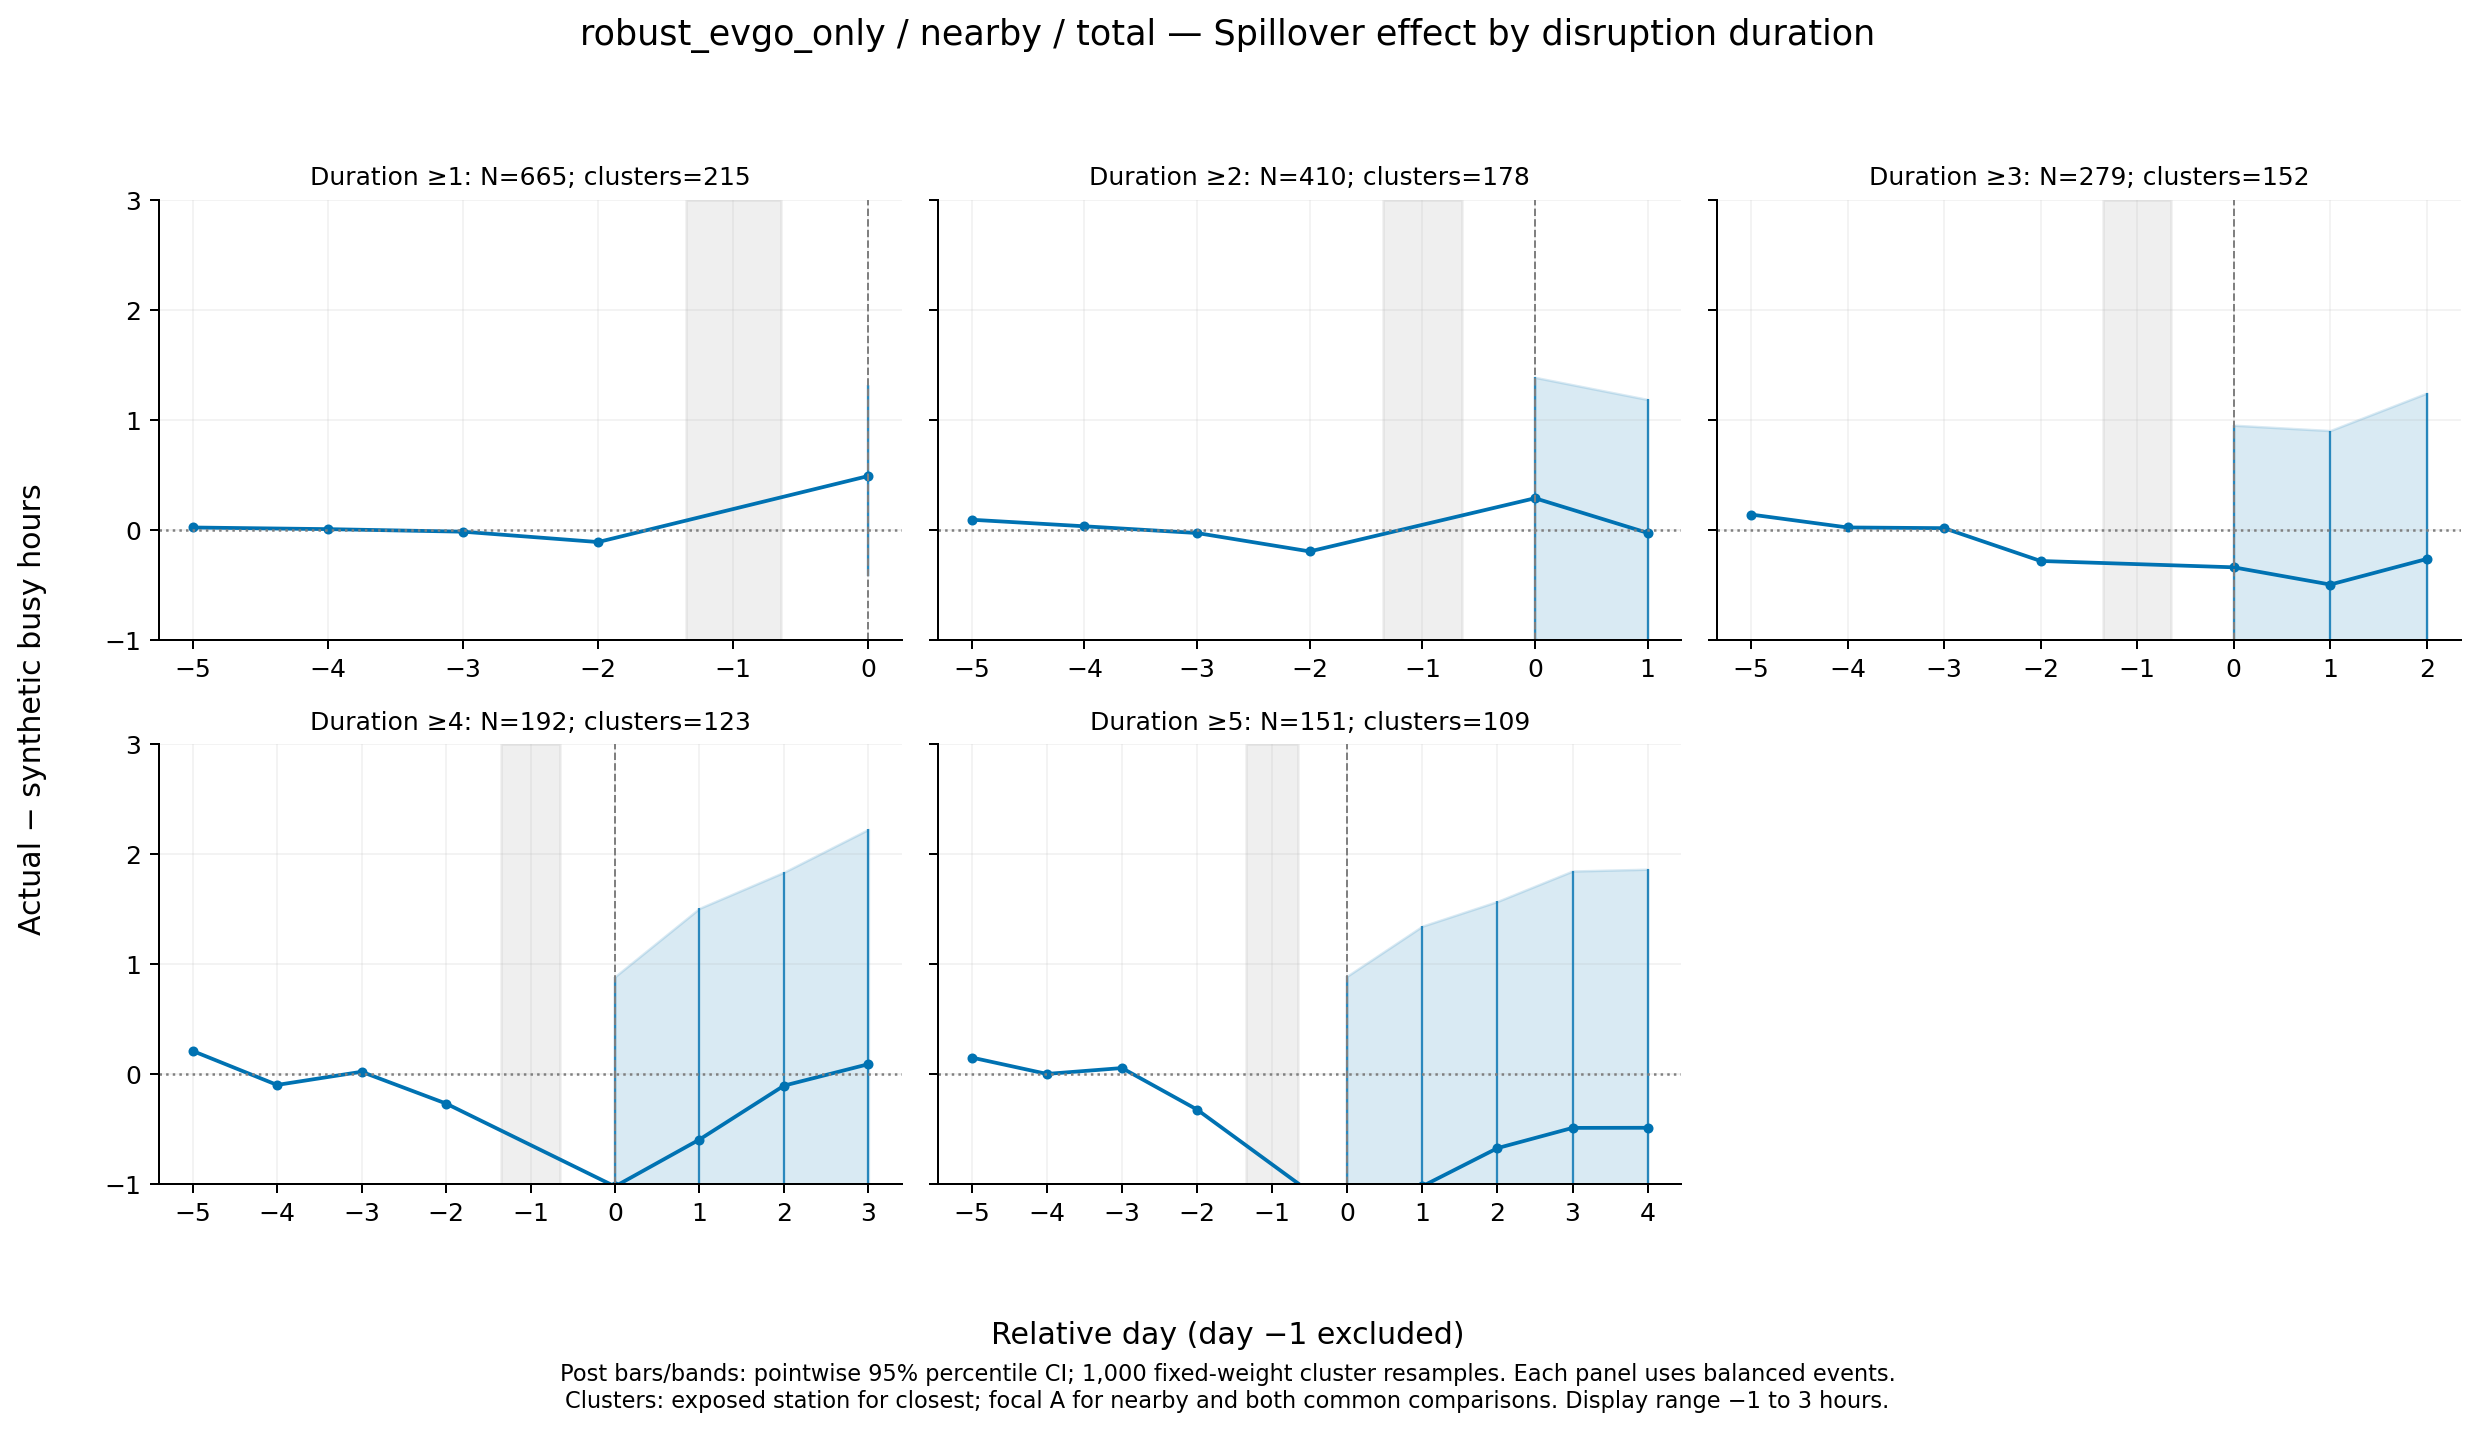 robust_evgo_only / nearby / total — Spillover effect by disruption duration
Actual − synthetic busy hours
Duration ≥1: N=665; clusters=215
3
2
1
0
−1
−5 −4 −3 −2 −1 0
Duration ≥2: N=410; clusters=178
−5 −4 −3 −2 −1 0 1
Duration ≥3: N=279; clusters=152
−5 −4 −3 −2 −1 0 1 2
Duration ≥4: N=192; clusters=123
3
2
1
0
−1
−5 −4 −3 −2 −1 0 1 2 3
Duration ≥5: N=151; clusters=109
−5 −4 −3 −2 −1 0 1 2 3 4
Relative day (day −1 excluded)
Post bars/bands: pointwise 95% percentile CI; 1,000 fixed-weight cluster resamples. Each panel uses balanced events.
Clusters: exposed station for closest; focal A for nearby and both common comparisons. Display range −1 to 3 hours.